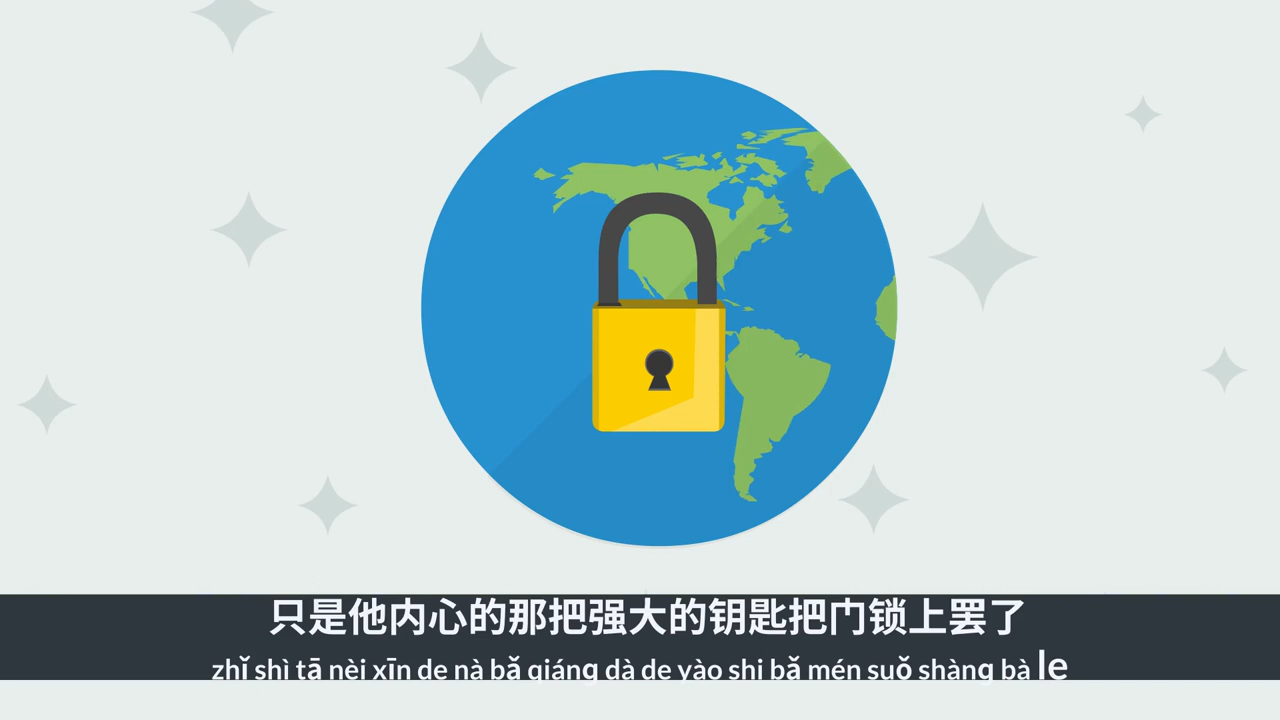 只是他内心的那把强大的钥匙把门锁上罢了
zhǐ shì tā nèi xīn de nà bǎ qiáng dà de yào shi bǎ mén suǒ shàng bà le